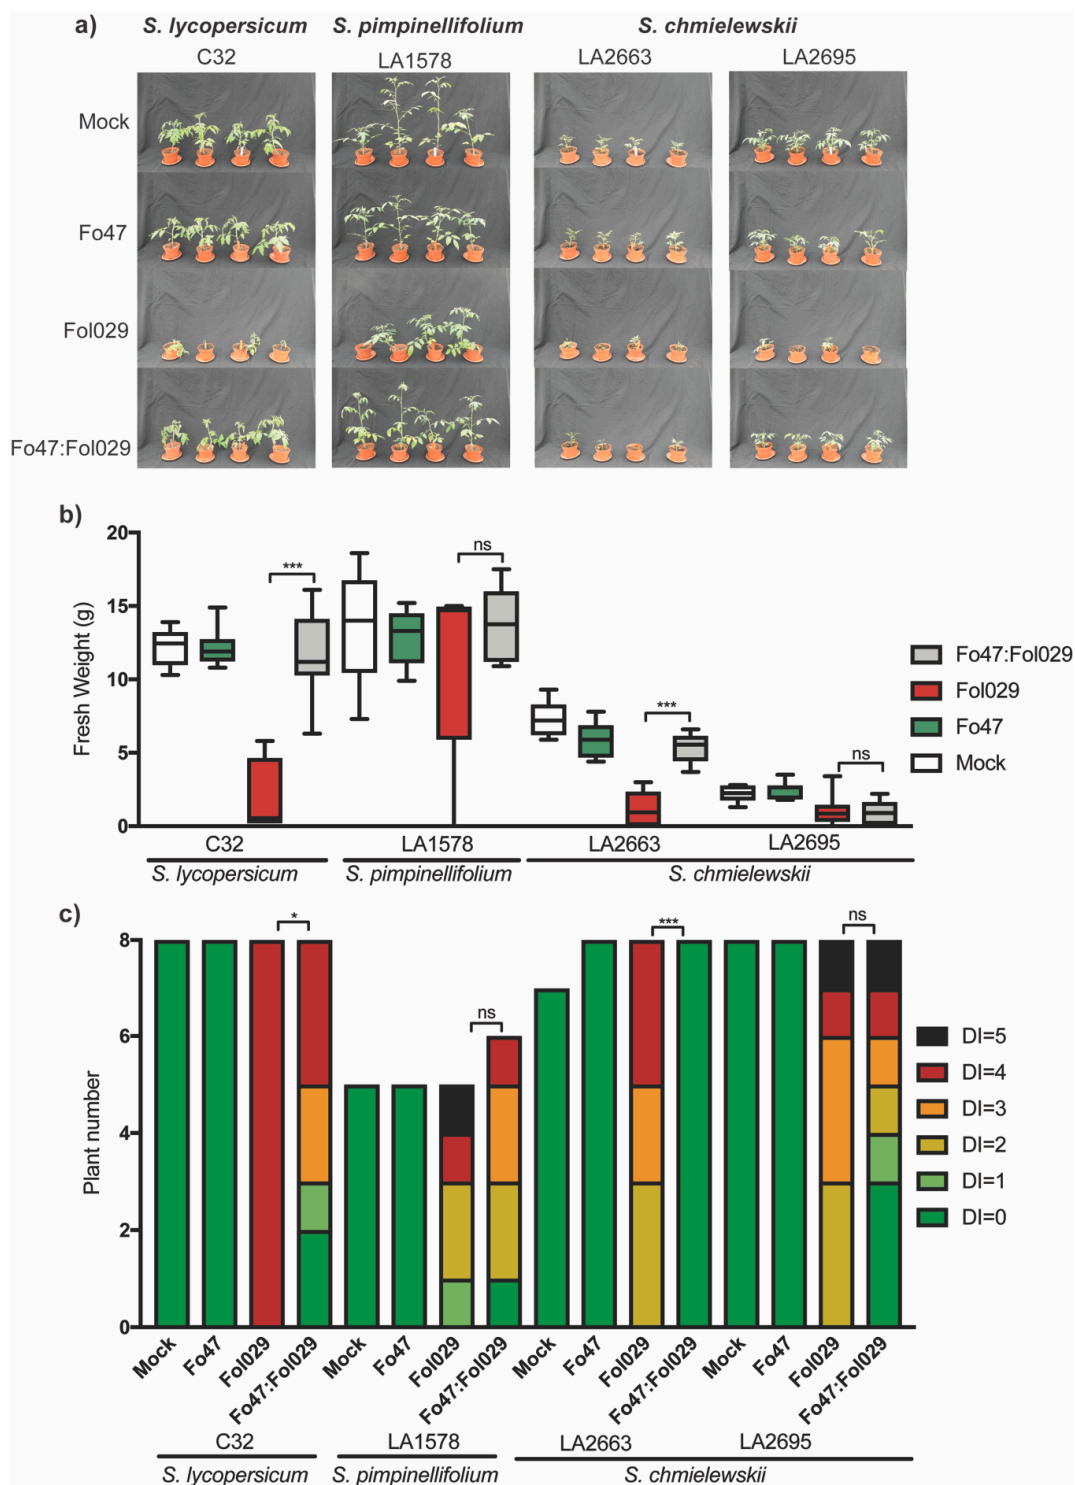 a) S. lycopersicum S. pimpinellifolium S. chmielewskii
C32 LA1578 LA2663 LA2695
Mock
Fo47
Fol029
Fo47:Fol029
b)
20
15
10
5
0
Fresh Weight (g)
*** ns *** ns
Fo47:Fol029
Fol029
Fo47
Mock
C32 LA1578 LA2663 LA2695
S. lycopersicum S. pimpinellifolium S. chmielewskii
c)
8
6
4
2
0
Plant number
* ns *** ns
DI=5
DI=4
DI=3
DI=2
DI=1
DI=0
Mock Fo47 Fol029 Fo47:Fol029 Mock Fo47 Fol029 Fo47:Fol029 Mock Fo47 Fol029 Fo47:Fol029 Mock Fo47 Fol029 Fo47:Fol029
C32 LA1578 LA2663 LA2695
S. lycopersicum S. pimpinellifolium S. chmielewskii